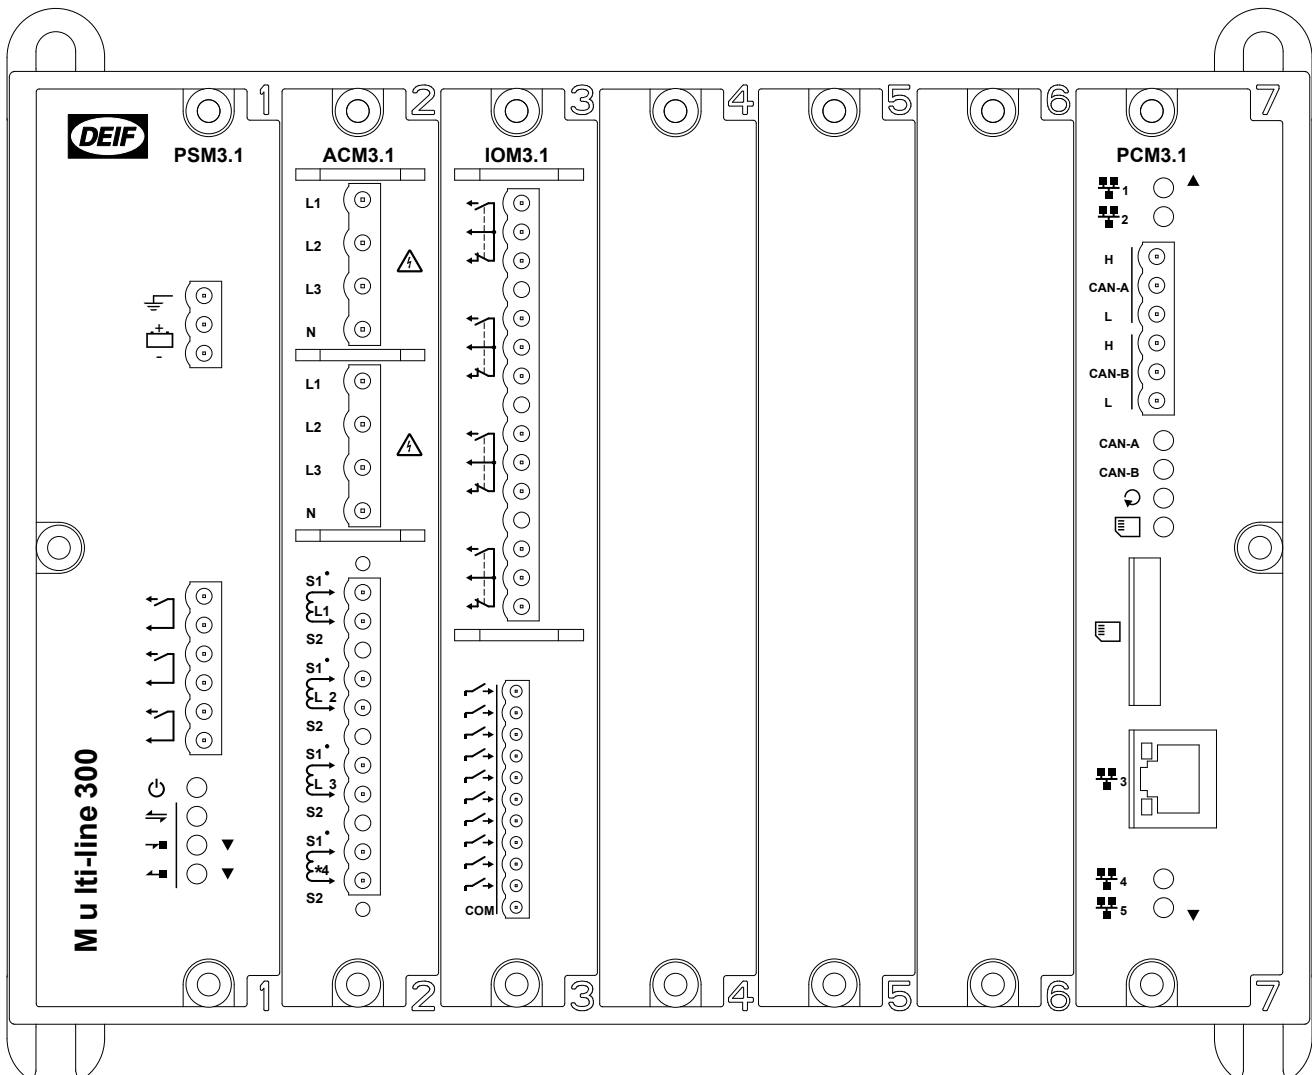 1 2 3 4 5 6 7
DEIF
PSM3.1
ACM3.1
IOM3.1
PCM3.1
+
-
Multi-line 300
L1
L2
L3
N
L1
L2
L3
N
S1
L1
S2
S1
L 2
S2
S1
L 3
S2
S1
*4
S2
COM
1
2
H
CAN-A
L
H
CAN-B
L
CAN-A
CAN-B
3
4
5
1 2 3 4 5 6 7